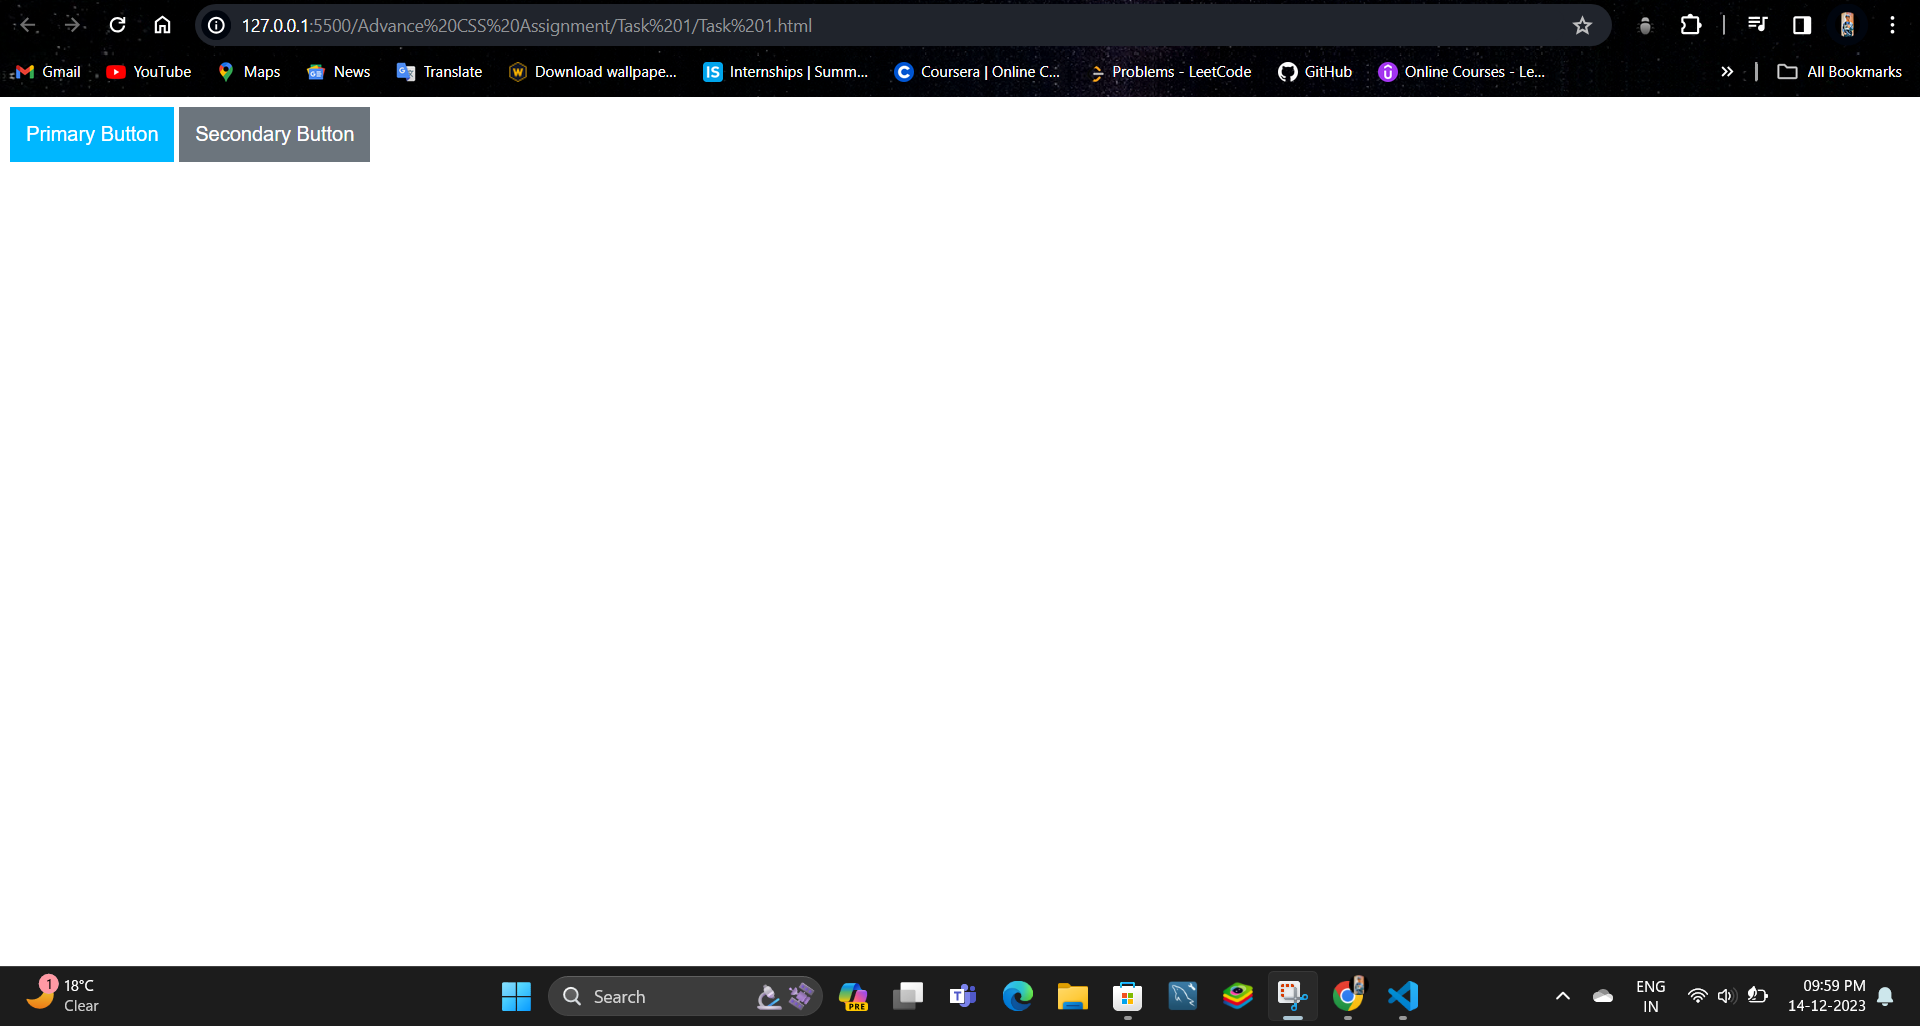 127.0.0.1:5500/Advance%20CSS%20Assignment/Task%201/Task%201.html
Gmail YouTube Maps News Translate Download wallpape... Internships | Summ... Coursera | Online C... Problems - LeetCode GitHub Online Courses - Le... All Bookmarks
Primary Button Secondary Button
1 18°C
Clear
Search
PRE
ENG
IN
09:59 PM
14-12-2023